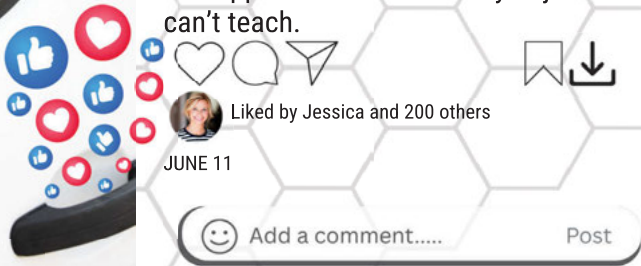 can't teach.
Liked by Jessica and 200 others
JUNE 11
Add a comment.....
Post